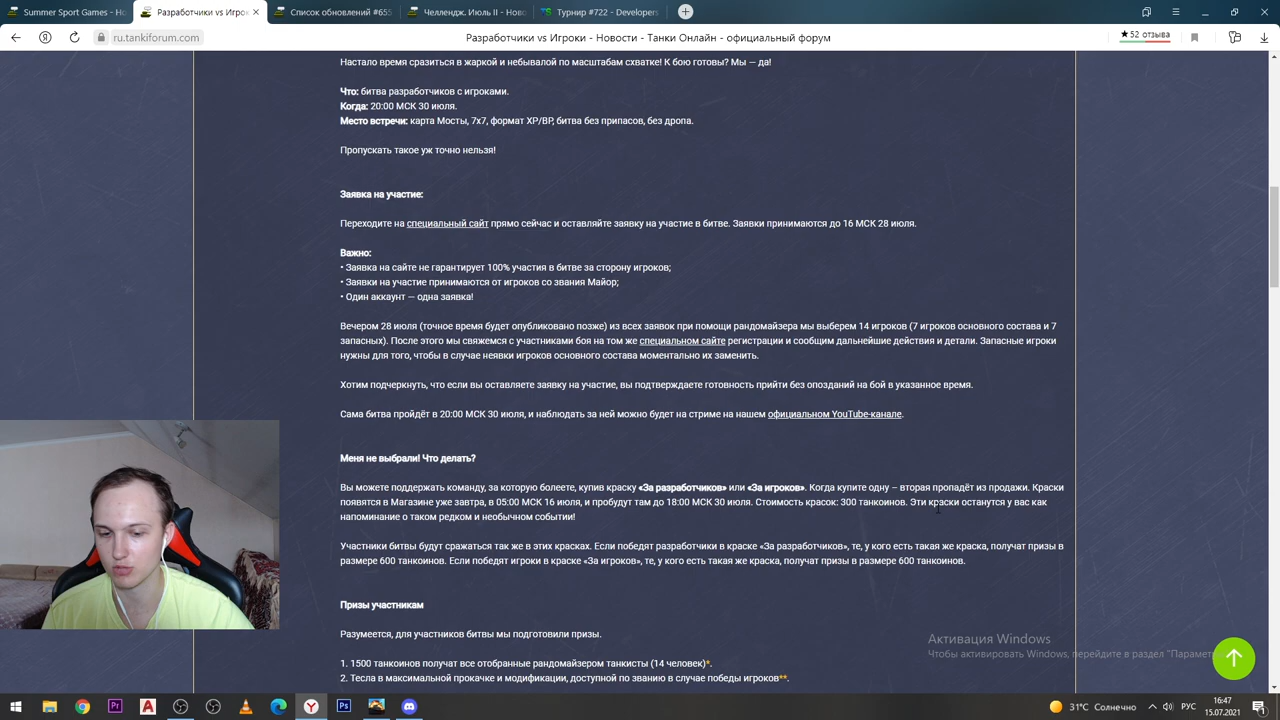 Summer Sport Games - Но
Разработчики vs Игрок
Список обновлений #655
Челлендж. Июль II - Ново
Турнир #722 - Developers
ru.tankiforum.com
Разработчики vs Игроки - Новости - Танки Онлайн - официальный форум
★52 отзыва
Настало время сразиться в жаркой и небывалой по масштабам схватке! К бою готовы? Мы — да!
Что: битва разработчиков с игроками.
Когда: 20:00 МСК 30 июля.
Место встречи: карта Мосты, 7x7, формат XP/BP, битва без припасов, без дропа.
Пропускать такое уж точно нельзя!
Заявка на участие:
Переходите на специальный сайт прямо сейчас и оставляйте заявку на участие в битве. Заявки принимаются до 16 МСК 28 июля.
Важно:
• Заявка на сайте не гарантирует 100% участия в битве за сторону игроков;
• Заявки на участие принимаются от игроков со звания Майор;
• Один аккаунт — одна заявка!
Вечером 28 июля (точное время будет опубликовано позже) из всех заявок при помощи рандомайзера мы выберем 14 игроков (7 игроков основного состава и 7
запасных). После этого мы свяжемся с участниками боя на том же специальном сайте регистрации и сообщим дальнейшие действия и детали. Запасные игроки
нужны для того, чтобы в случае неявки игроков основного состава моментально их заменить.
Хотим подчеркнуть, что если вы оставляете заявку на участие, вы подтверждаете готовность прийти без опозданий на бой в указанное время.
Сама битва пройдёт в 20:00 МСК 30 июля, и наблюдать за ней можно будет на стриме на нашем официальном YouTube-канале.
Меня не выбрали! Что делать?
Вы можете поддержать команду, за которую болеете, купив краску «За разработчиков» или «За игроков». Когда купите одну – вторая пропадёт из продажи. Краски
появятся в Магазине уже завтра, в 05:00 МСК 16 июля, и пробудут там до 18:00 МСК 30 июля. Стоимость красок: 300 танкоинов. Эти краски останутся у вас как
напоминание о таком редком и необычном событии!
Участники битвы будут сражаться так же в этих красках. Если победят разработчики в краске «За разработчиков», те, у кого есть такая же краска, получат призы в
размере 600 танкоинов. Если победят игроки в краске «За игроков», те, у кого есть такая же краска, получат призы в размере 600 танкоинов.
Призы участникам
Разумеется, для участников битвы мы подготовили призы.
1. 1500 танкоинов получат все отобранные рандомайзером танкисты (14 человек)*.
2. Тесла в максимальной прокачке и модификации, доступной по званию в случае победы игроков**.
Активация Windows
Чтобы активировать Windows, перейдите в раздел "Парамет
31°C Солнечно
РУС
16:47
15.07.2021